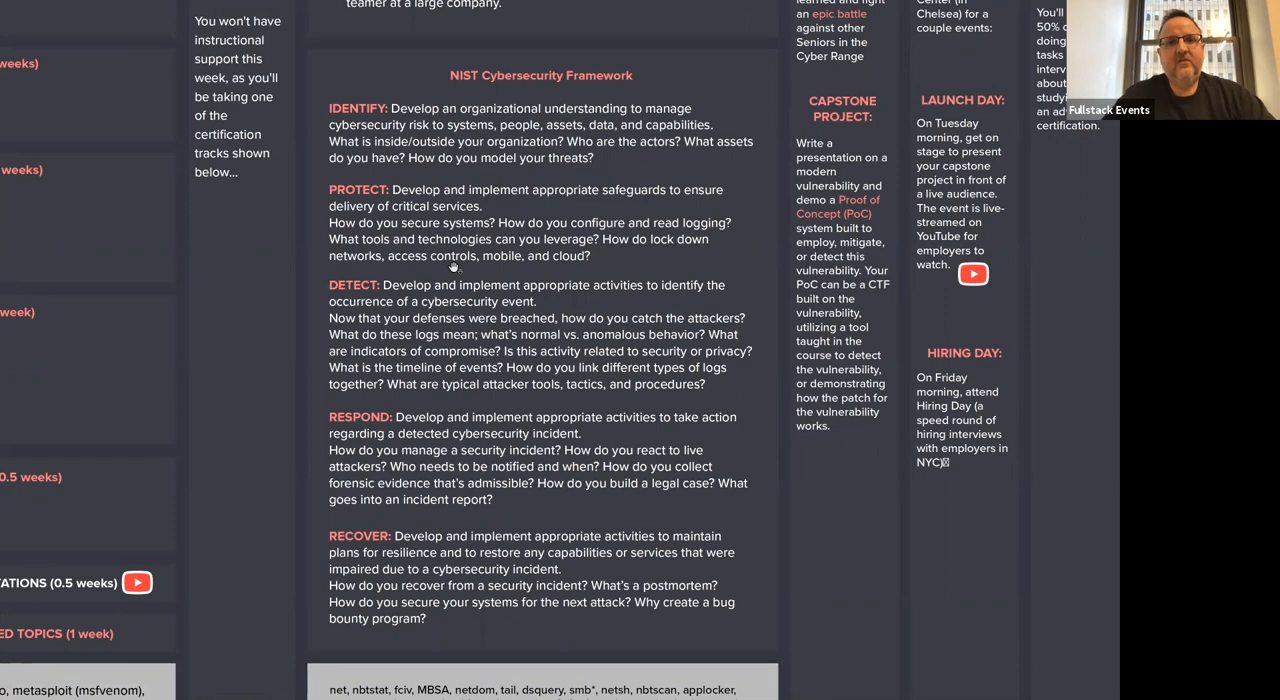 teamer at a large company.
weeks)
weeks)
week)
0.5 weeks)
TATIONS (0.5 weeks)
ED TOPICS (1 week)
o, metasploit (msfvenom),
You won't have
instructional
support this
week, as you'll
be taking one
of the
certification
tracks shown
below...
NIST Cybersecurity Framework
IDENTIFY: Develop an organizational understanding to manage
cybersecurity risk to systems, people, assets, data, and capabilities.
What is inside/outside your organization? Who are the actors? What assets
do you have? How do you model your threats?
PROTECT: Develop and implement appropriate safeguards to ensure
delivery of critical services.
How do you secure systems? How do you configure and read logging?
What tools and technologies can you leverage? How do lock down
networks, access controls, mobile, and cloud?
DETECT: Develop and implement appropriate activities to identify the
occurrence of a cybersecurity event.
Now that your defenses were breached, how do you catch the attackers?
What do these logs mean; what's normal vs. anomalous behavior? What
are indicators of compromise? Is this activity related to security or privacy?
What is the timeline of events? How do you link different types of logs
together? What are typical attacker tools, tactics, and procedures?
RESPOND: Develop and implement appropriate activities to take action
regarding a detected cybersecurity incident.
How do you manage a security incident? How do you react to live
attackers? Who needs to be notified and when? How do you collect
forensic evidence that's admissible? How do you build a legal case? What
goes into an incident report?
RECOVER: Develop and implement appropriate activities to maintain
plans for resilience and to restore any capabilities or services that were
impaired due to a cybersecurity incident.
How do you recover from a security incident? What's a postmortem?
How do you secure your systems for the next attack? Why create a bug
bounty program?
net, nbtstat, fciv, MBSA, netdom, tail, dsquery, smb*, netsh, nbtscan, applocker,
learned and fight
an epic battle
against other
Seniors in the
Cyber Range
CAPSTONE
PROJECT:
Write a
presentation on a
modern
vulnerability and
demo a Proof of
Concept (PoC)
system built to
employ, mitigate,
or detect this
vulnerability. Your
PoC can be a CTF
built on the
vulnerability,
utilizing a tool
taught in the
course to detect
the vulnerability,
or demonstrating
how the patch for
the vulnerability
works.
Center (in
Chelsea) for a
couple events:
LAUNCH DAY:
On Tuesday
morning, get on
stage to present
your capstone
project in front of
a live audience.
The event is live-
streamed on
YouTube for
employers to
watch.
HIRING DAY:
On Friday
morning, attend
Hiring Day (a
speed round of
hiring interviews
with employers in
NYC)
You'll
50%
doing
tasks
interv
about
studyi
an ad
certification.
Fullstack Events